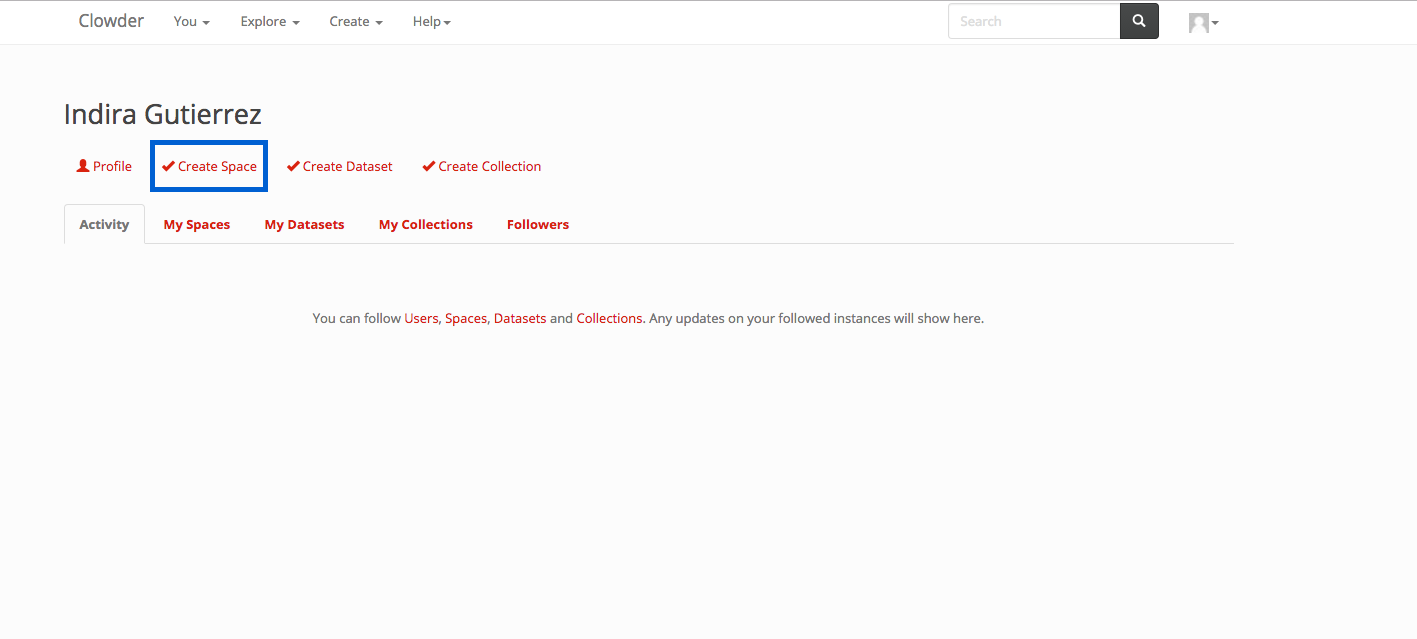 Clowder You Explore Create Help Search
Indira Gutierrez
Profile Create Space Create Dataset Create Collection
Activity My Spaces My Datasets My Collections Followers
You can follow Users, Spaces, Datasets and Collections. Any updates on your followed instances will show here.